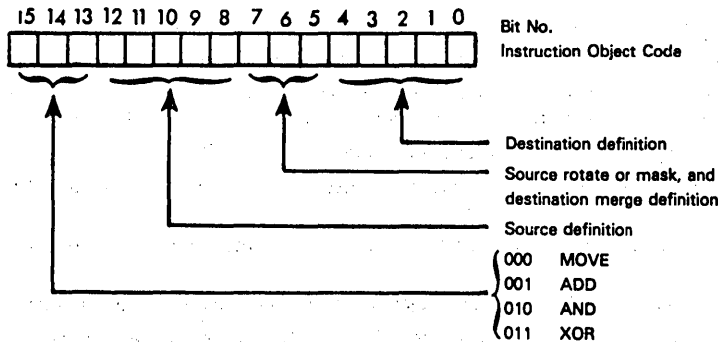 15 14 13 12 11 10 9 8 7 6 5 4 3 2 1 0 Bit No.
Instruction Object Code
Destination definition
Source rotate or mask, and
destination merge definition
Source definition
000 MOVE
001 ADD
010 AND
011 XOR